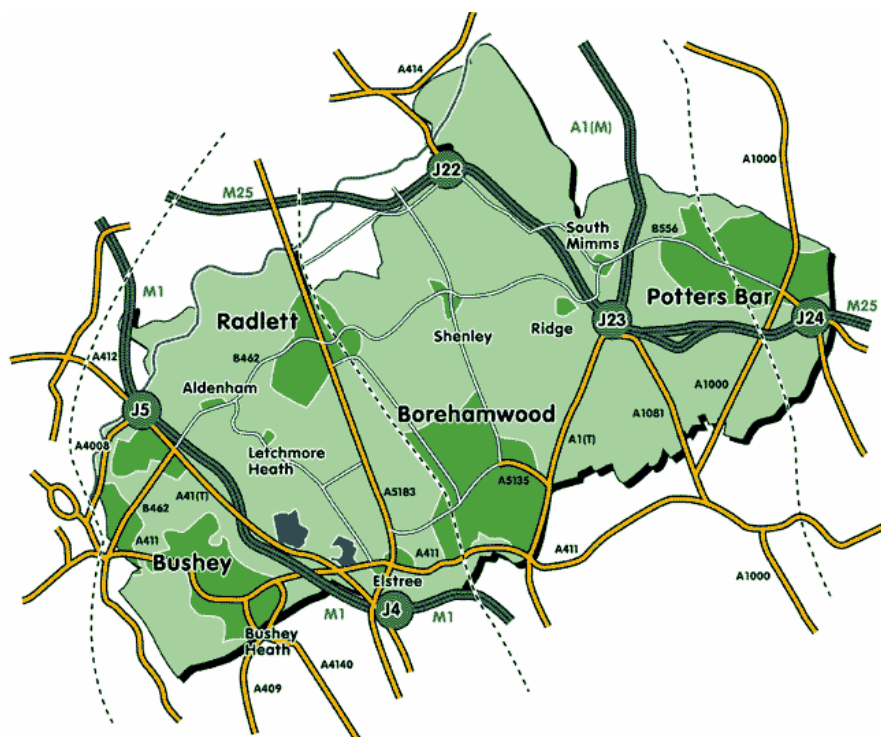 A414
A1(M)
A1000
J22
M25
South
Mimms
B556
M1
Potters Bar
Radlett
Shenley
Ridge
J23
J24
M25
A412
B462
Aldenham
Borehamwood
A1000
A1081
J5
A4008
Letchmore
Heath
A1(T)
A41(T)
A5183
A5135
B462
A411
Bushey
A411
A411
Elstree
A1000
J4
M1
M1
Bushey
Heath
A4140
A409